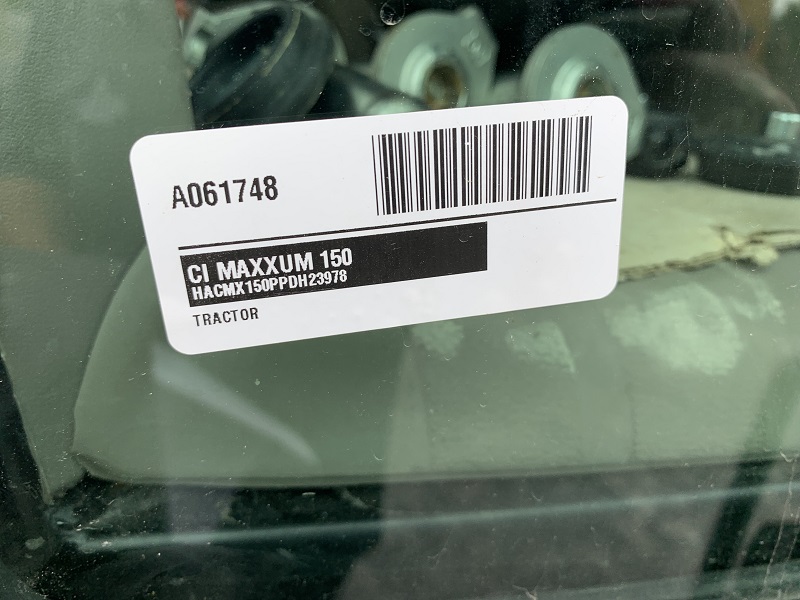 A061748
CI MAXXUM 150
HACMX150PPDH23978
TRACTOR